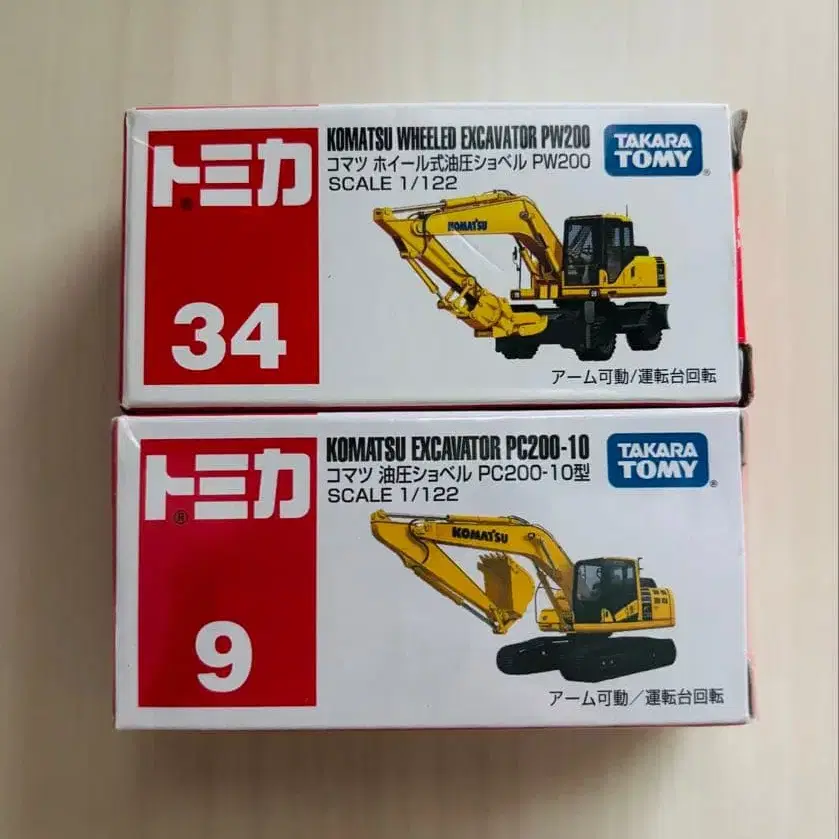 トミカ®
34
KOMATSU WHEELED EXCAVATOR PW200
コマツ ホイール式油圧ショベル PW200
SCALE 1/122
TAKARA
TOMY®
KOMATSU
アーム可動/運転台回転
トミカ®
9
KOMATSU EXCAVATOR PC200-10
コマツ 油圧ショベル PC200-10型
SCALE 1/122
TAKARA
TOMY®
KOMATSU
アーム可動/運転台回転